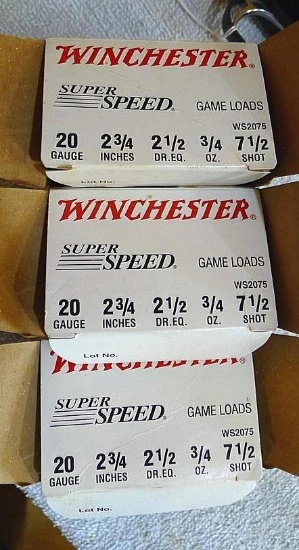 WINCHESTER®
SUPER
SPEED® GAME LOADS
WS2075
20 2 3/4 2 1/2 3/4 7 1/2
GAUGE INCHES DR.EQ. OZ. SHOT
Lot No.
WINCHESTER®
SUPER
SPEED® GAME LOADS
WS2075
20 2 3/4 2 1/2 3/4 7 1/2
GAUGE INCHES DR.EQ. OZ. SHOT
Lot No.
WINCHESTER
SUPER
SPEED® GAME LOADS
WS2075
20 2 3/4 2 1/2 3/4 7 1/2
GAUGE INCHES DR.EQ. OZ. SHOT
Lot No.